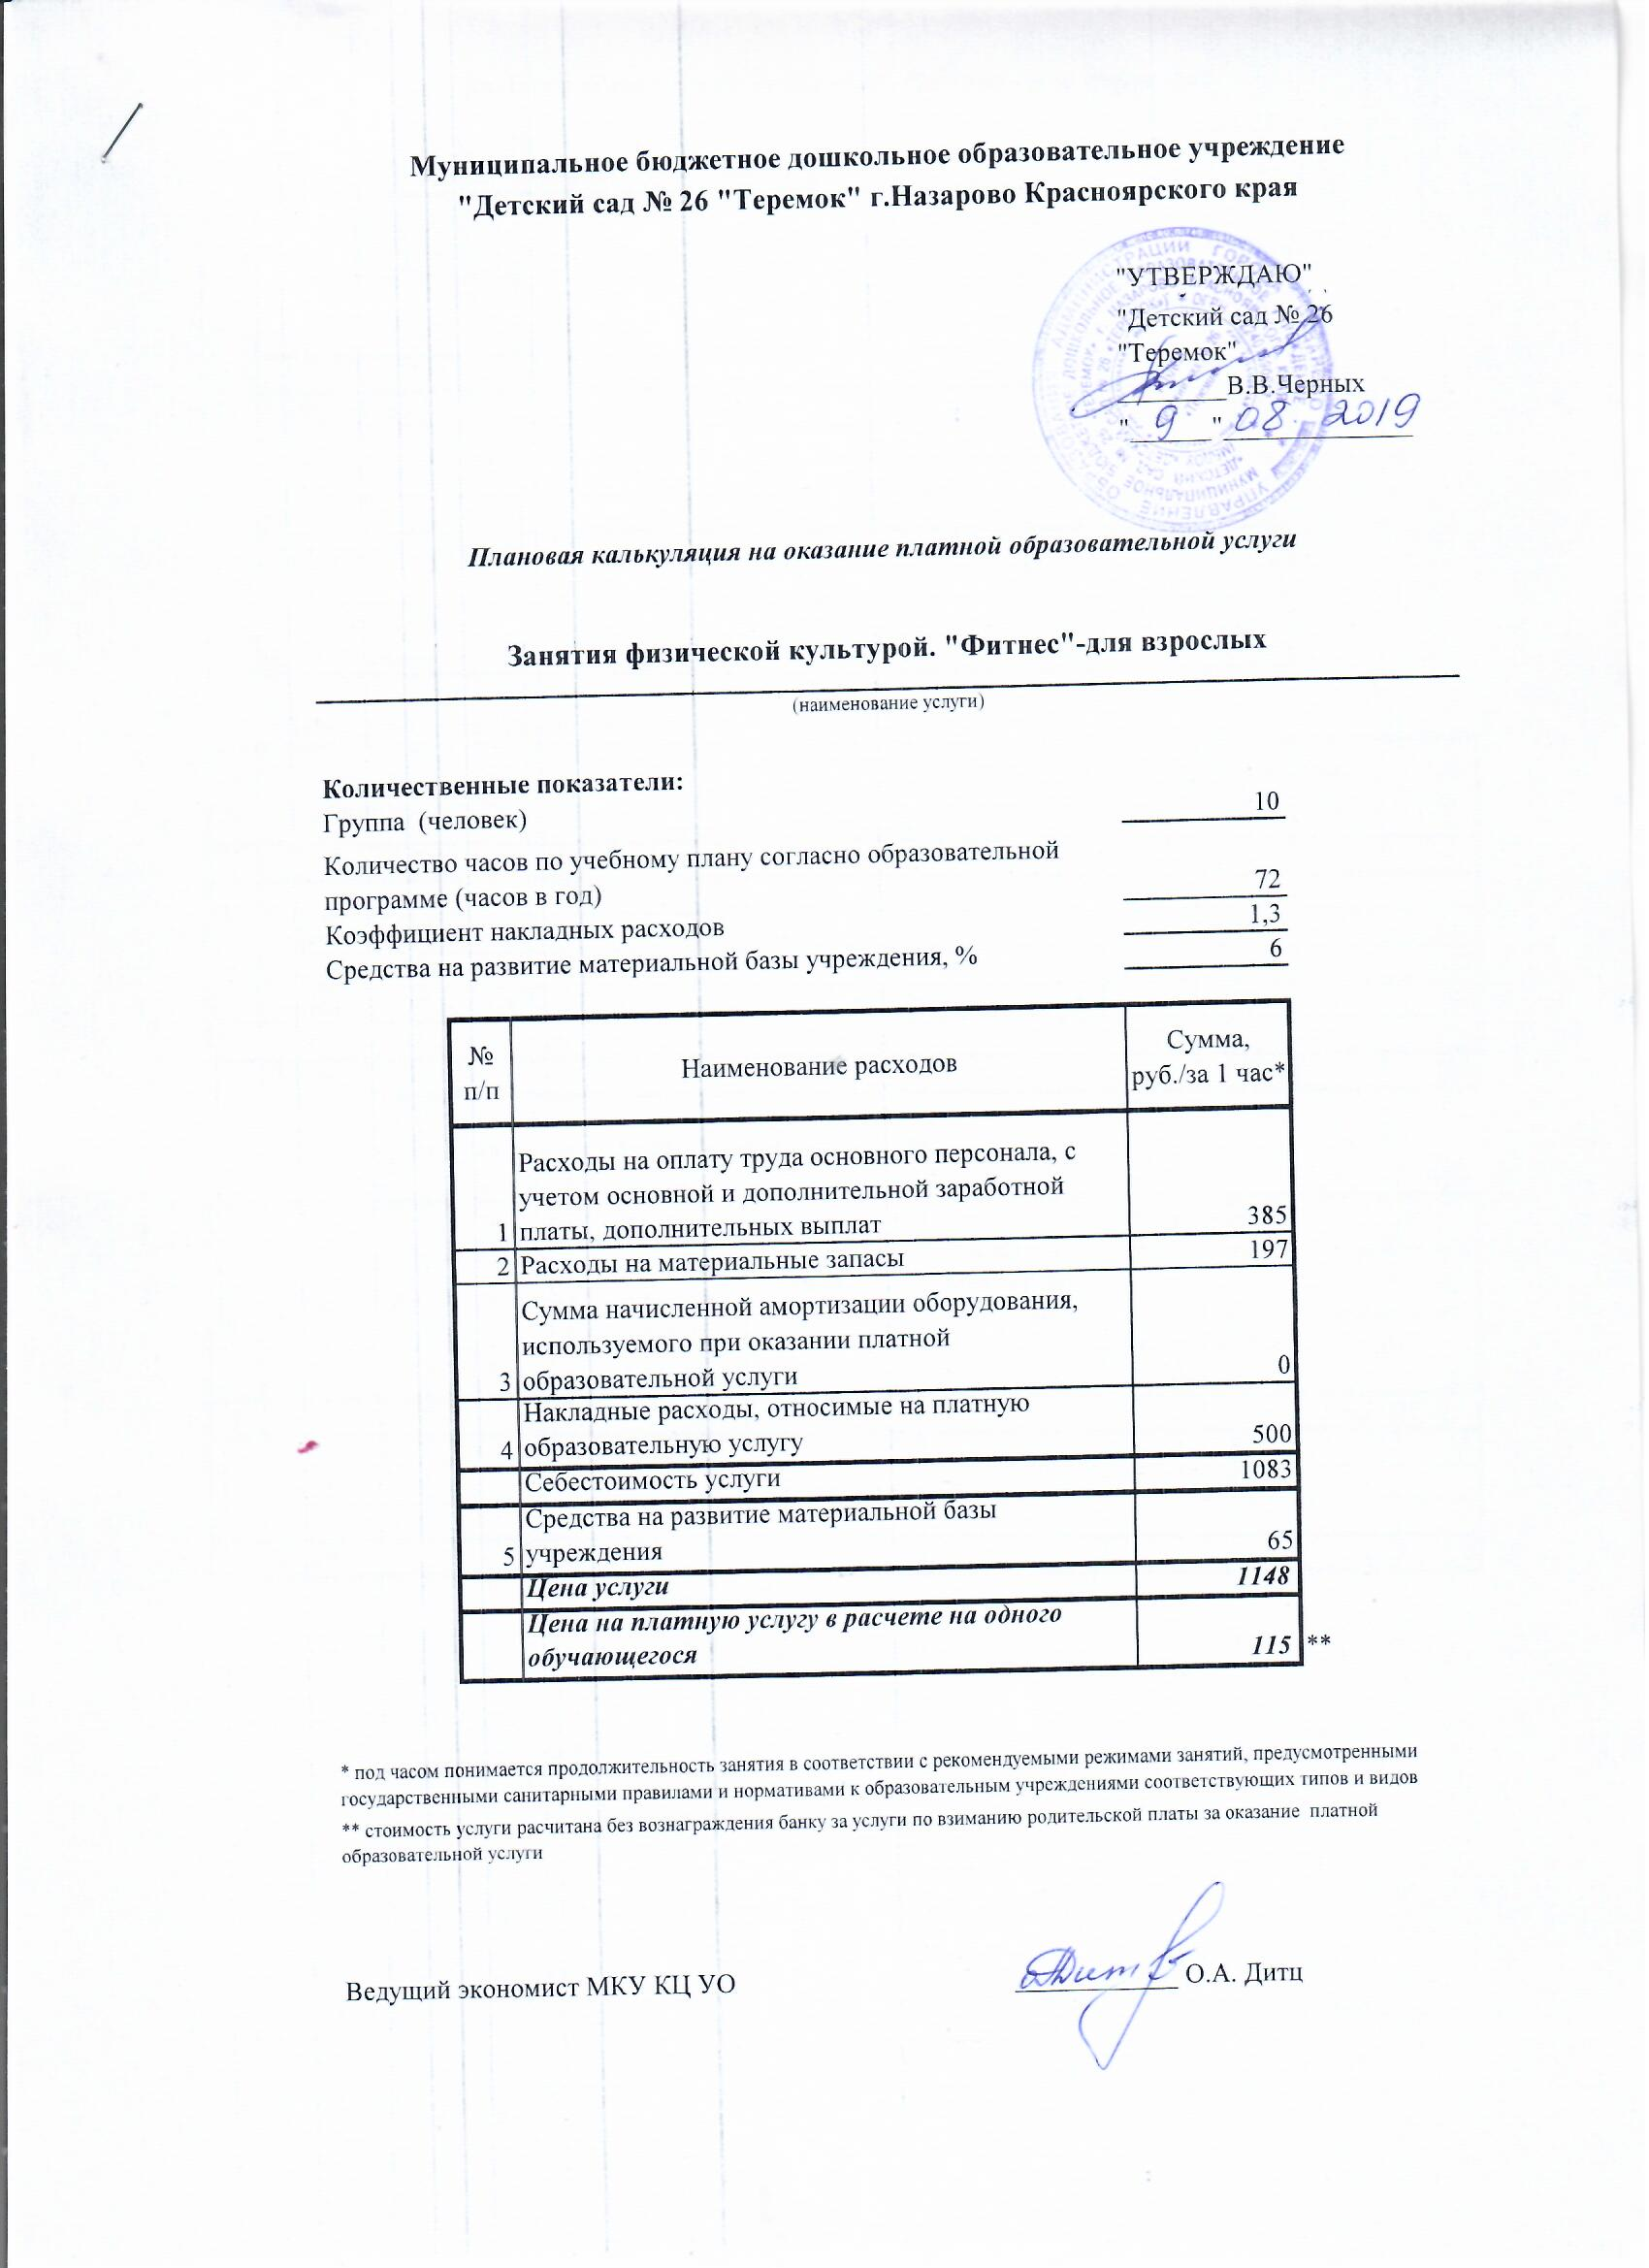 Муниципальное бюджетное дошкольное образовательное учреждение
"Детский сад № 26 "Теремок" г.Назарово Красноярского края
"УТВЕРЖДАЮ"
"Детский сад № 26
"Теремок"
В.В.Черных
" 9 " 08. 2019
Плановая калькуляция на оказание платной образовательной услуги
Занятия физической культурой. "Фитнес"-для взрослых
(наименование услуги)
Количественные показатели:
Группа (человек) 10
Количество часов по учебному плану согласно образовательной
программе (часов в год) 72
Коэффициент накладных расходов 1,3
Средства на развитие материальной базы учреждения, % 6
№
п/п
Наименование расходов
Сумма,
руб./за 1 час*
Расходы на оплату труда основного персонала, с
учетом основной и дополнительной заработной
1 платы, дополнительных выплат 385
2 Расходы на материальные запасы 197
Сумма начисленной амортизации оборудования,
используемого при оказании платной
3 образовательной услуги 0
Накладные расходы, относимые на платную
4 образовательную услугу 500
Себестоимость услуги 1083
Средства на развитие материальной базы
5 учреждения 65
Цена услуги 1148
Цена на платную услугу в расчете на одного
обучающегося 115 **
* под часом понимается продолжительность занятия в соответствии с рекомендуемыми режимами занятий, предусмотренными
государственными санитарными правилами и нормативами к образовательным учреждениями соответствующих типов и видов
** стоимость услуги расчитана без вознаграждения банку за услуги по взиманию родительской платы за оказание платной
образовательной услуги
Ведущий экономист МКУ КЦ УО О.А. Дитц